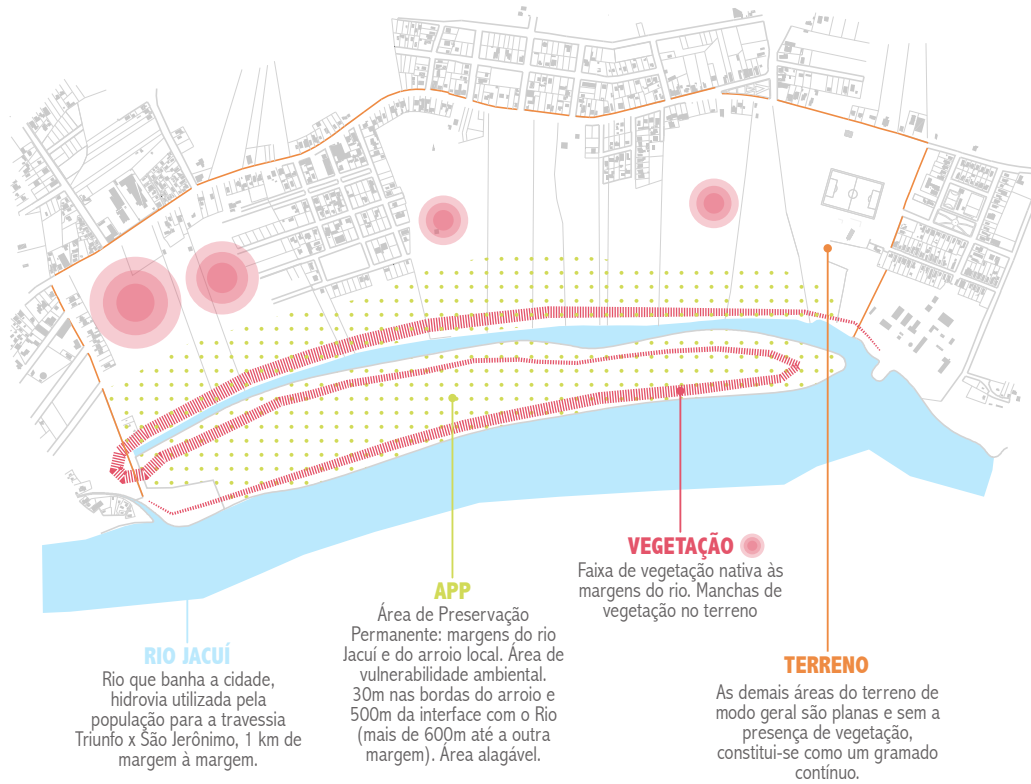 VEGETAÇÃO
Faixa de vegetação nativa às
margens do rio. Manchas de
vegetação no terreno
APP
Área de Preservação
Permanente: margens do rio
Jacuí e do arroio local. Área de
vulnerabilidade ambiental.
30m nas bordas do arroio e
500m da interface com o Rio
(mais de 600m até a outra
margem). Área alagável.
RIO JACUÍ
Rio que banha a cidade,
hidrovia utilizada pela
população para a travessia
Triunfo x São Jerônimo, 1 km de
margem à margem.
TERRENO
As demais áreas do terreno de
modo geral são planas e sem a
presença de vegetação,
constitui-se como um gramado
contínuo.